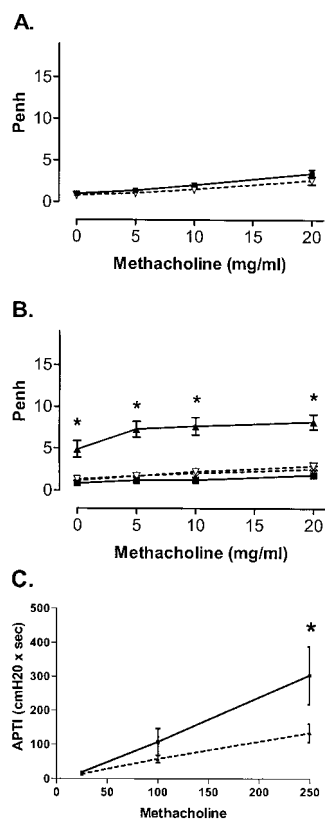 A.
15
10
5
0
Penh
0 5 10 15 20
Methacholine (mg/ml)
B.
15
10
5
0
Penh
* * * *
0 5 10 15 20
Methacholine (mg/ml)
C.
500
400
300
200
100
0
APTI (cmH20 x sec)
*
0 50 100 150 200 250
Methacholine